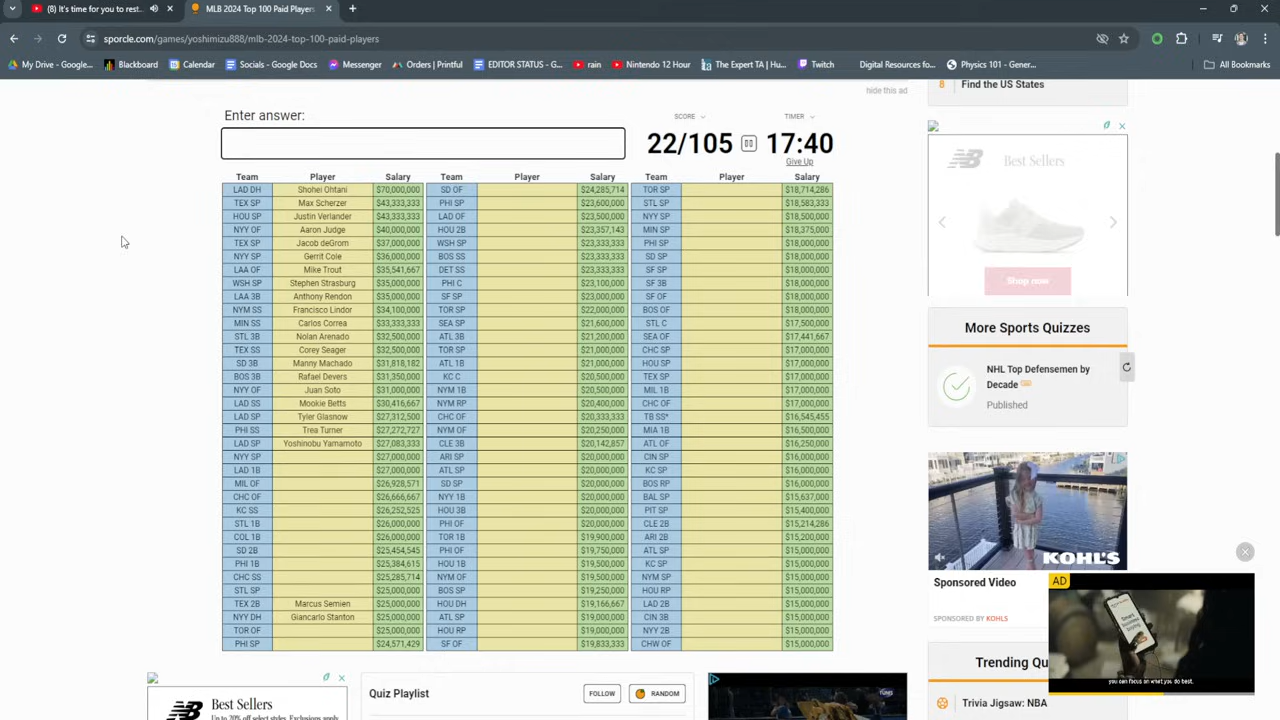 (8) It's time for you to rest
MLB 2024 Top 100 Paid Players
sporcle.com/games/yoshimizu888/mlb-2024-top-100-paid-players
My Drive - Google... Blackboard Calendar Socials - Google Docs Messenger Orders | Printful EDITOR STATUS - G... rain Nintendo 12 Hour The Expert TA | Hu... Twitch Digital Resources fo... Physics 101 - Gener... All Bookmarks
hide this ad
8 Find the US States
Enter answer:
SCORE TIMER
22/105 17:40
Give Up
Team Player Salary Team Player Salary Team Player Salary
LAD DH Shohei Ohtani $70,000,000 SD OF $24,285,714 TOR SP $18,714,286
TEX SP Max Scherzer $43,333,333 PHI SP $23,600,000 STL SP $18,583,333
HOU SP Justin Verlander $43,333,333 LAD OF $23,500,000 NYY SP $18,500,000
NYY OF Aaron Judge $40,000,000 HOU 2B $23,357,143 MIN SP $18,375,000
TEX SP Jacob deGrom $37,000,000 WSH SP $23,333,333 PHI SP $18,000,000
NYY SP Gerrit Cole $36,000,000 BOS SS $23,333,333 SD SP $18,000,000
LAA OF Mike Trout $35,541,667 DET SS $23,333,333 SF SP $18,000,000
WSH SP Stephen Strasburg $35,000,000 PHI C $23,100,000 SF 3B $18,000,000
LAA 3B Anthony Rendon $35,000,000 SF SP $23,000,000 SF OF $18,000,000
NYM SS Francisco Lindor $34,100,000 TOR SP $22,000,000 BOS OF $18,000,000
MIN SS Carlos Correa $33,333,333 SEA SP $21,600,000 STL C $17,500,000
STL 3B Nolan Arenado $32,500,000 ATL 3B $21,200,000 SEA OF $17,441,667
TEX SS Corey Seager $32,500,000 TOR SP $21,000,000 CHC SP $17,000,000
SD 3B Manny Machado $31,818,182 ATL 1B $21,000,000 HOU SP $17,000,000
BOS 3B Rafael Devers $31,350,000 KC C $20,500,000 TEX SP $17,000,000
NYY OF Juan Soto $31,000,000 NYM 1B $20,500,000 MIL 1B $17,000,000
LAD SS Mookie Betts $30,416,667 NYM RP $20,400,000 CHC OF $17,000,000
LAD SP Tyler Glasnow $27,312,500 CHC OF $20,333,333 TB SS* $16,545,455
PHI SS Trea Turner $27,272,727 NYM OF $20,250,000 MIA 1B $16,500,000
LAD SP Yoshinobu Yamamoto $27,083,333 CLE 3B $20,142,857 ATL OF $16,250,000
NYY SP $27,000,000 ARI SP $20,000,000 CIN SP $16,000,000
LAD 1B $27,000,000 ATL SP $20,000,000 KC SP $16,000,000
MIL OF $26,928,571 SD SP $20,000,000 BOS RP $16,000,000
CHC OF $26,666,667 NYY 1B $20,000,000 BAL SP $15,637,000
KC SS $26,252,525 HOU 3B $20,000,000 PIT SP $15,400,000
STL 1B $26,000,000 PHI OF $20,000,000 CLE 2B $15,214,286
COL 1B $26,000,000 TOR 1B $19,900,000 ARI 2B $15,200,000
SD 2B $25,454,545 PHI OF $19,750,000 ATL SP $15,000,000
PHI 1B $25,384,615 HOU 1B $19,500,000 KC SP $15,000,000
CHC SS $25,285,714 NYM OF $19,500,000 NYM SP $15,000,000
STL SP $25,000,000 BOS SP $19,250,000 HOU RP $15,000,000
TEX 2B Marcus Semien $25,000,000 HOU DH $19,166,667 LAD 2B $15,000,000
NYY DH Giancarlo Stanton $25,000,000 ATL SP $19,000,000 CIN 3B $15,000,000
TOR OF $25,000,000 HOU RP $19,000,000 NYY 2B $15,000,000
PHI SP $24,571,429 SF OF $19,833,333 CHW OF $15,000,000
Best Sellers
Shop now
More Sports Quizzes
NHL Top Defensemen by
Decade
Published
KOHL'S
Sponsored Video
SPONSORED BY KOHLS
AD
you can focus on what you do best.
Trending Qu
Trivia Jigsaw: NBA
Best Sellers
Up to 20% off select styles. Exclusions apply
Quiz Playlist
FOLLOW RANDOM